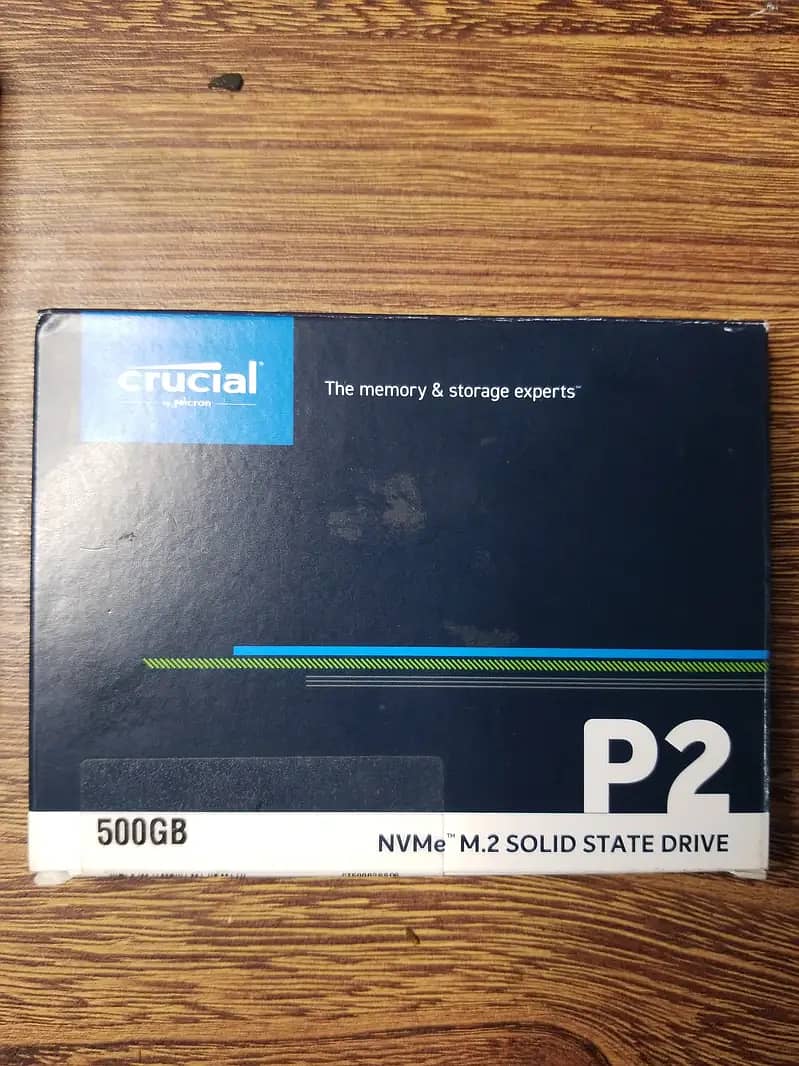 crucial®
by Micron
The memory & storage experts™
P2
500GB
NVMe™ M.2 SOLID STATE DRIVE